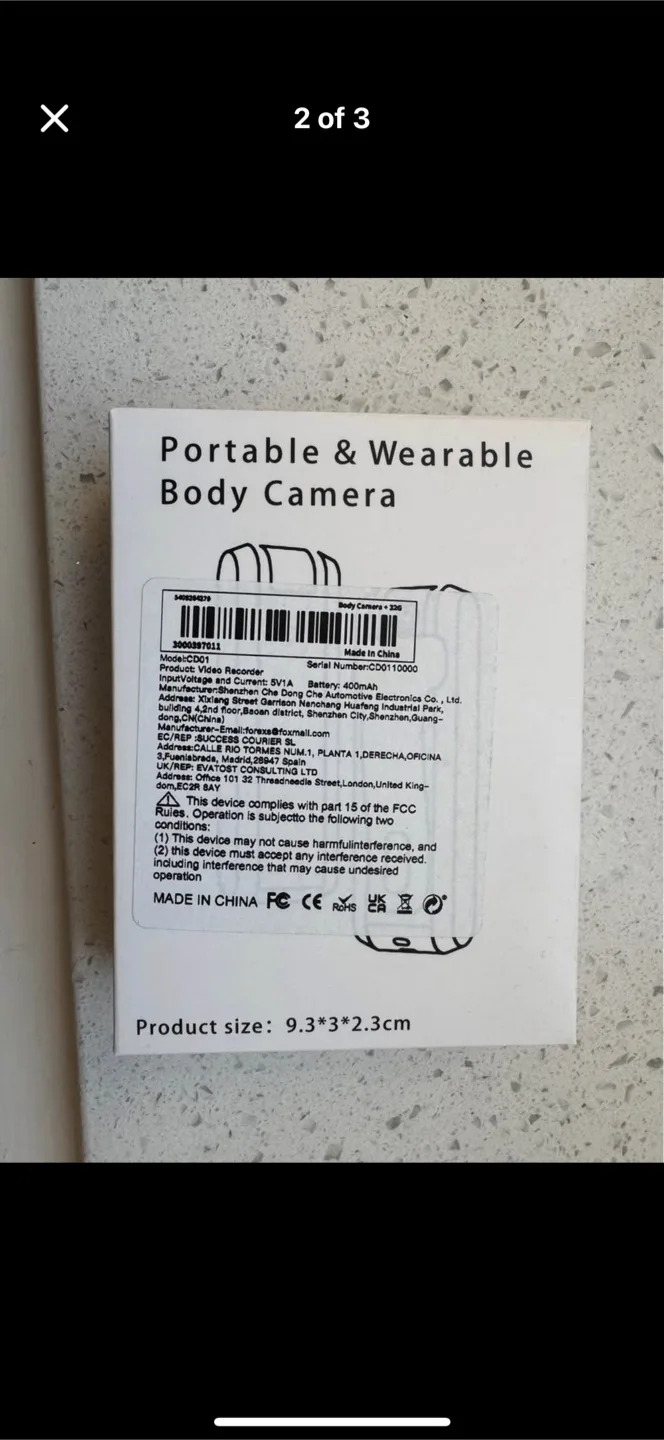 2 of 3
Portable & Wearable
Body Camera
5405294379
Body Camera + 32G
3000397011
Made In China
Model:CD01
Serial Number:CD0110000
Product: Video Recorder
InputVoltage and Current: 5V1A Battery: 400mAh
Manufacturer:Shenzhen Che Dong Che Automotive Electronics Co. , Ltd.
Address: Xixiang Street Garrison Nanchang Huafeng Industrial Park,
building 4,2nd floor,Baoan district, Shenzhen City,Shenzhen,Guang-
dong,CN(China)
Manufacturer-Email:forexs@foxmail.com
EC/REP :SUCCESS COURIER SL
Address:CALLE RIO TORMES NUM.1, PLANTA 1,DERECHA,OFICINA
3,Fuenlabrada, Madrid,28947 Spain
UK/REP: EVATOST CONSULTING LTD
Address: Office 101 32 Threadneedle Street,London,United King-
dom,EC2R 8AY
This device complies with part 15 of the FCC
Rules. Operation is subjectto the following two
conditions:
(1) This device may not cause harmfulinterference, and
(2) this device must accept any interference received.
including interference that may cause undesired
operation
MADE IN CHINA FC CE RoHS UK CA
Product size: 9.3*3*2.3cm